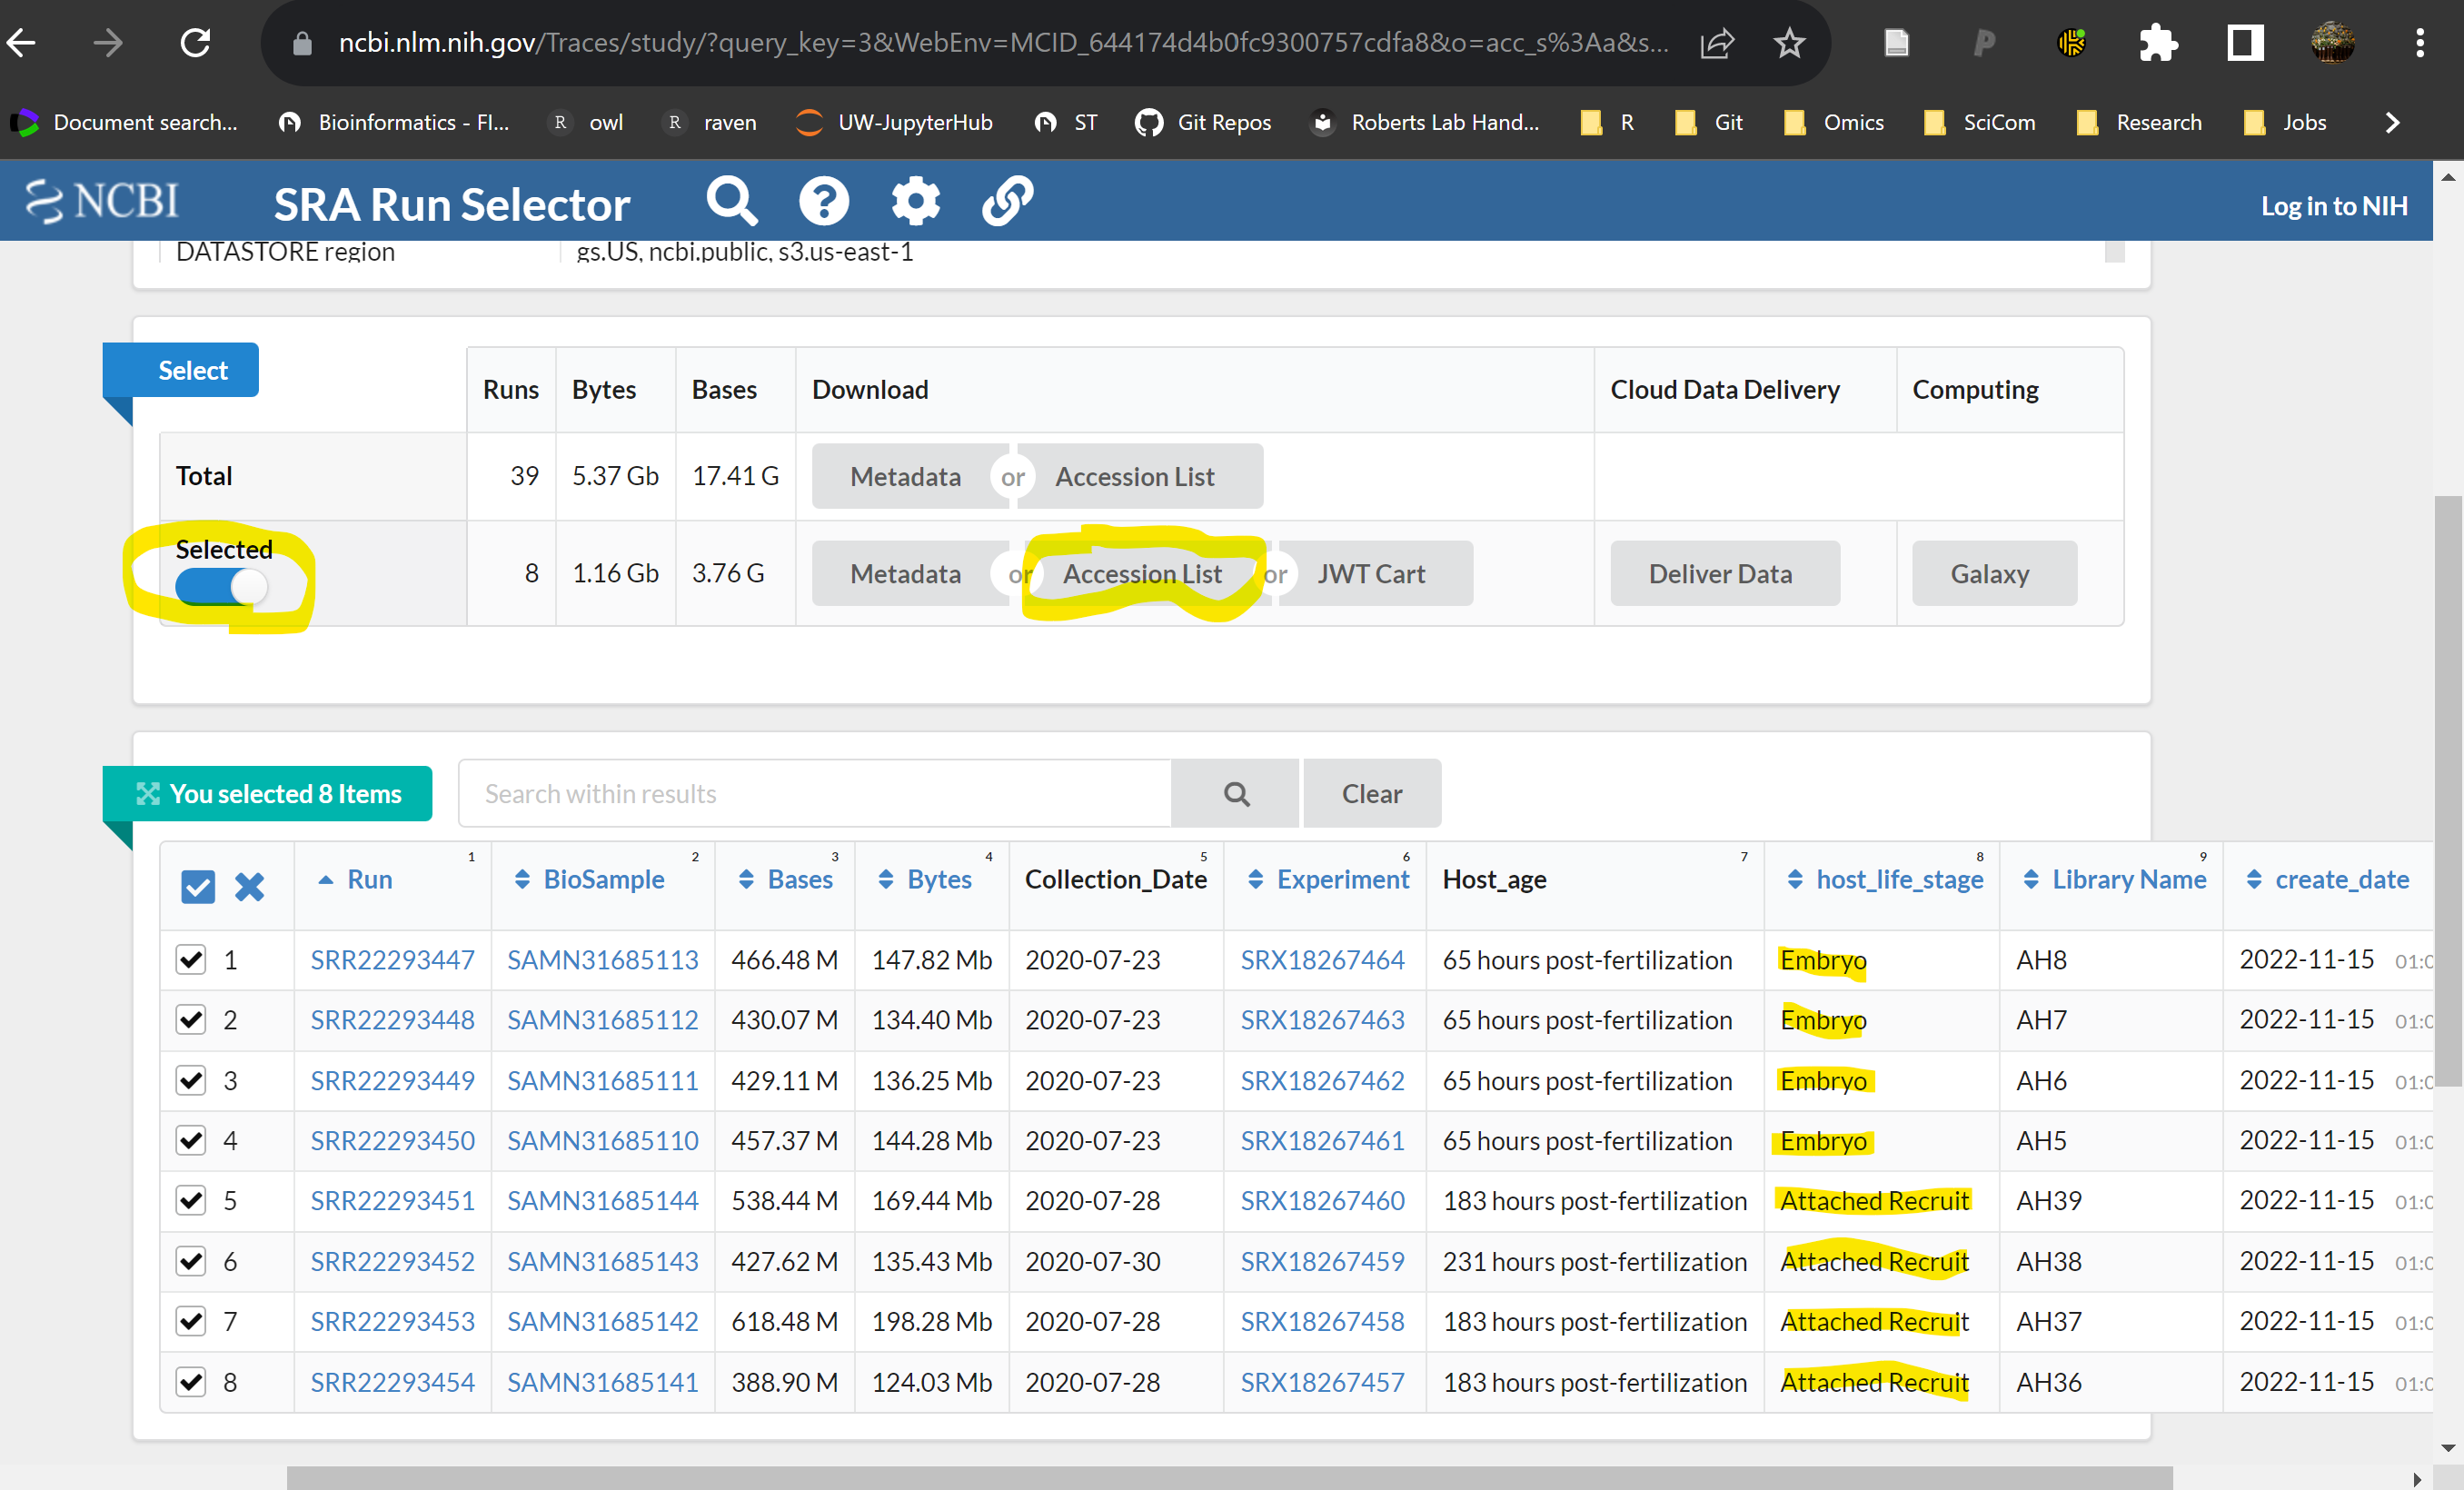 ncbi.nlm.nih.gov/Traces/study/?query_key=3&WebEnv=MCID_644174d4b0fc9300757cdfa8&o=acc_s%3Aa&s...
Document search... Bioinformatics - Fl... R owl R raven UW-JupyterHub ST Git Repos Roberts Lab Hand... R Git Omics SciCom Research Jobs
NCBI SRA Run Selector Log in to NIH
DATASTORE region gs.US, ncbi.public, s3.us-east-1
Select
Runs Bytes Bases Download Cloud Data Delivery Computing
Total 39 5.37 Gb 17.41 G Metadata or Accession List
Selected 8 1.16 Gb 3.76 G Metadata or Accession List or JWT Cart Deliver Data Galaxy
You selected 8 Items Search within results Clear
1 2 3 4 5 6 7 8 9
Run BioSample Bases Bytes Collection_Date Experiment Host_age host_life_stage Library Name create_date
1 SRR22293447 SAMN31685113 466.48 M 147.82 Mb 2020-07-23 SRX18267464 65 hours post-fertilization Embryo AH8 2022-11-15 01:0
2 SRR22293448 SAMN31685112 430.07 M 134.40 Mb 2020-07-23 SRX18267463 65 hours post-fertilization Embryo AH7 2022-11-15 01:0
3 SRR22293449 SAMN31685111 429.11 M 136.25 Mb 2020-07-23 SRX18267462 65 hours post-fertilization Embryo AH6 2022-11-15 01:0
4 SRR22293450 SAMN31685110 457.37 M 144.28 Mb 2020-07-23 SRX18267461 65 hours post-fertilization Embryo AH5 2022-11-15 01:0
5 SRR22293451 SAMN31685144 538.44 M 169.44 Mb 2020-07-28 SRX18267460 183 hours post-fertilization Attached Recruit AH39 2022-11-15 01:0
6 SRR22293452 SAMN31685143 427.62 M 135.43 Mb 2020-07-30 SRX18267459 231 hours post-fertilization Attached Recruit AH38 2022-11-15 01:0
7 SRR22293453 SAMN31685142 618.48 M 198.28 Mb 2020-07-28 SRX18267458 183 hours post-fertilization Attached Recruit AH37 2022-11-15 01:0
8 SRR22293454 SAMN31685141 388.90 M 124.03 Mb 2020-07-28 SRX18267457 183 hours post-fertilization Attached Recruit AH36 2022-11-15 01:0